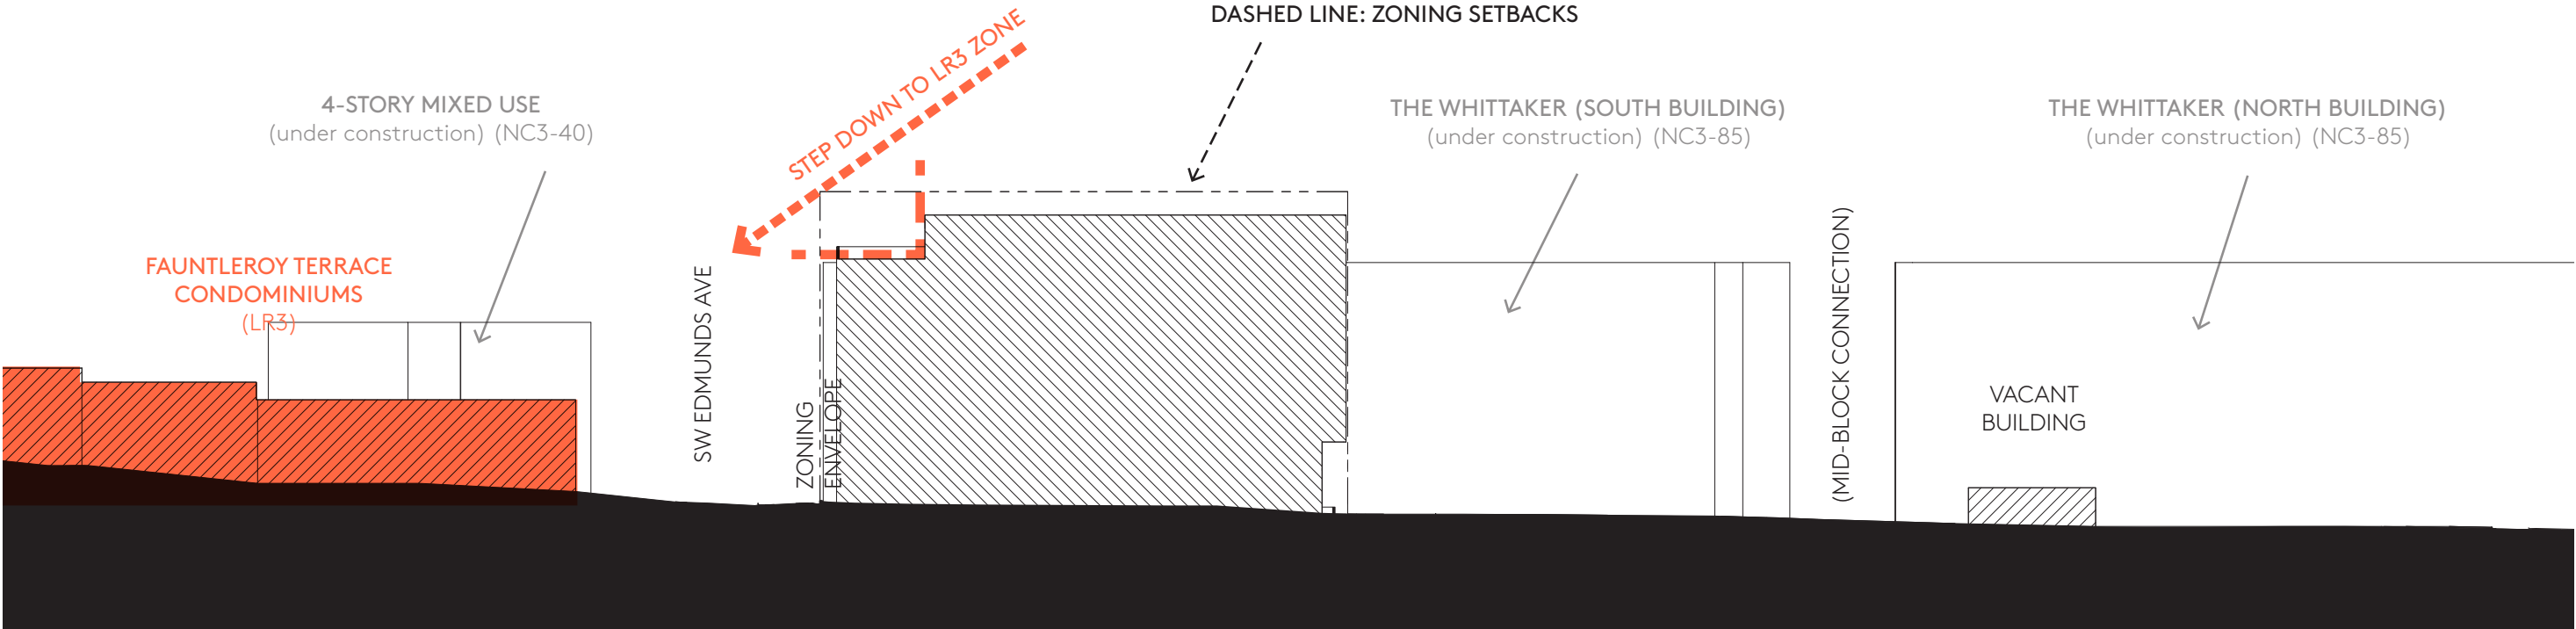 DASHED LINE: ZONING SETBACKS
STEP DOWN TO LR3 ZONE
4-STORY MIXED USE
(under construction) (NC3-40)
THE WHITTAKER (SOUTH BUILDING)
(under construction) (NC3-85)
THE WHITTAKER (NORTH BUILDING)
(under construction) (NC3-85)
FAUNTLEROY TERRACE
CONDOMINIUMS
(LR3)
SW EDMUNDS AVE
ZONING
ENVELOPE
(MID-BLOCK CONNECTION)
VACANT
BUILDING